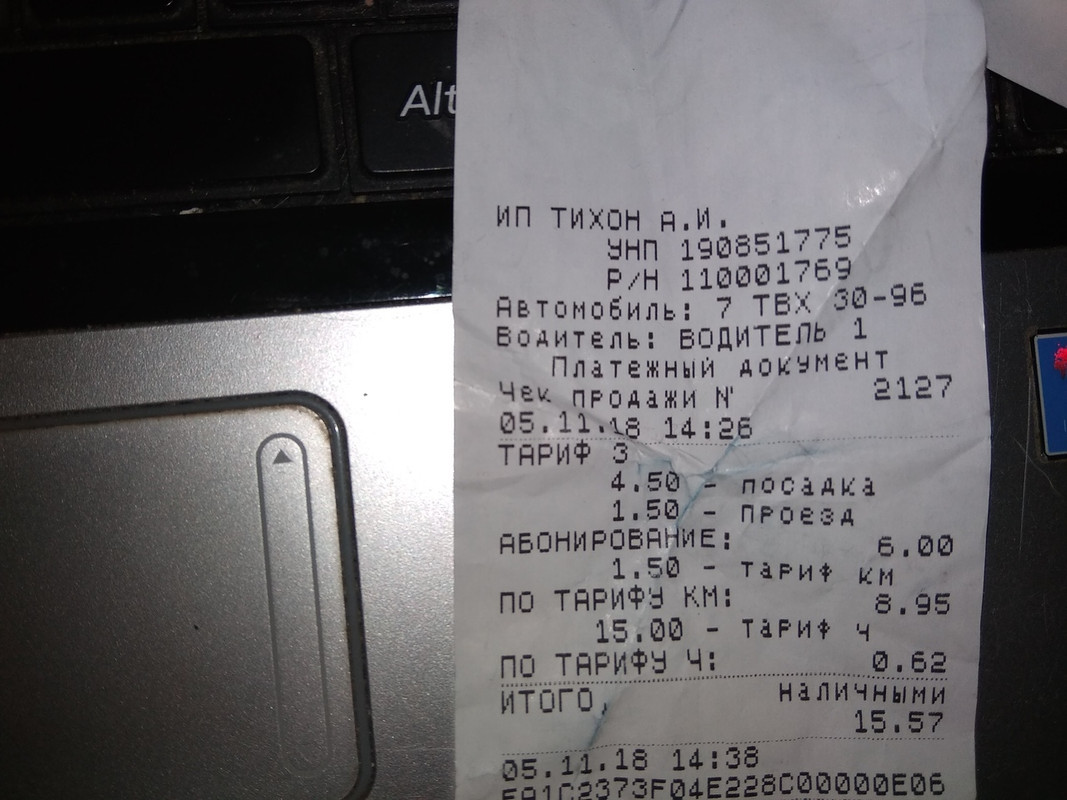 Alt
ИП ТИХОН А.И.
УНП 190851775
Р/Н 110001769
Автомобиль: 7 ТВХ 30-96
Водитель: ВОДИТЕЛЬ 1
Платежный документ
Чек продажи N' 2127
05.11.18 14:26
ТАРИФ 3
4.50 - посадка
1.50 - проезд
АБОНИРОВАНИЕ: 6.00
1.50 - тариф км
ПО ТАРИФУ КМ: 8.95
15.00 - тариф ч
ПО ТАРИФУ Ч: 0.62
ИТОГО, наличными
15.57
05.11.18 14:38